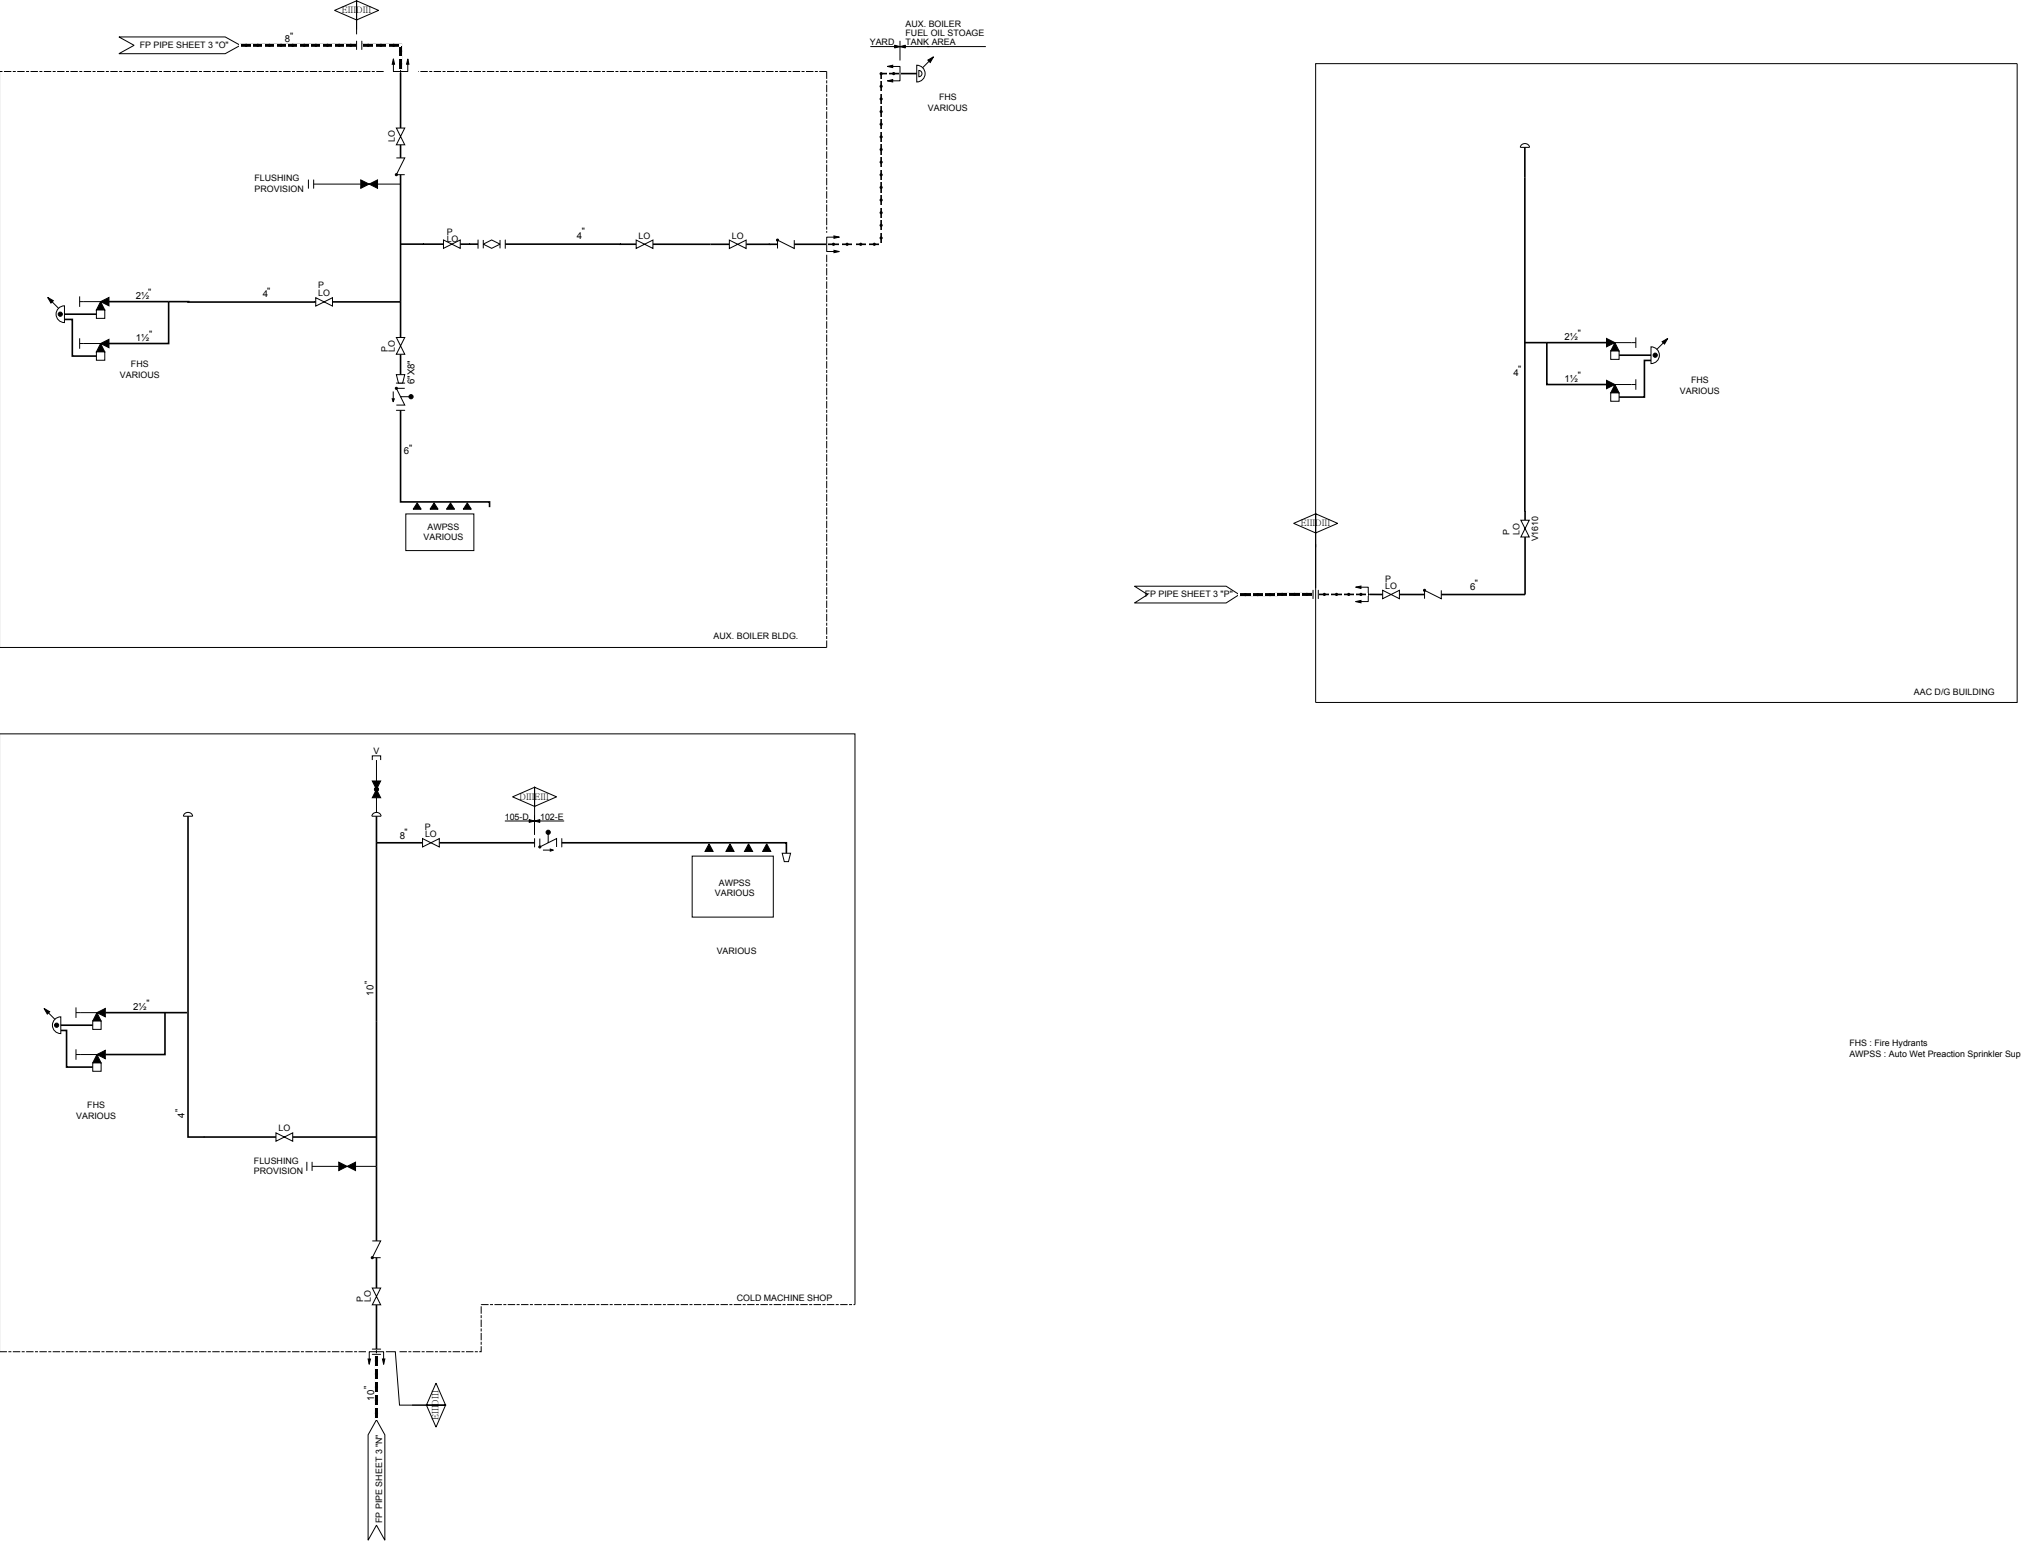 EIIIDIII
FP PIPE SHEET 3 "O"
8"
AUX. BOILER
FUEL OIL STOAGE
YARD TANK AREA
FHS
VARIOUS
LO
FLUSHING
PROVISION
P
LO
4"
LO
LO
P
LO
4"
2½"
1½"
FHS
VARIOUS
P
LO
6"X8"
6"
AWPSS
VARIOUS
AUX. BOILER BLDG.
2½"
4"
1½"
FHS
VARIOUS
EIIIDIII
P
LO
V1610
FP PIPE SHEET 3 "P"
P
LO
6"
AAC D/G BUILDING
V
DIIIEIII
105-D 102-E
8"
P
LO
AWPSS
VARIOUS
VARIOUS
10"
2½"
FHS
VARIOUS
4"
LO
FLUSHING
PROVISION
P
LO
COLD MACHINE SHOP
10"
EIIIDIII
FP PIPE SHEET 3 "N"
FHS : Fire Hydrants
AWPSS : Auto Wet Preaction Sprinkler Sup